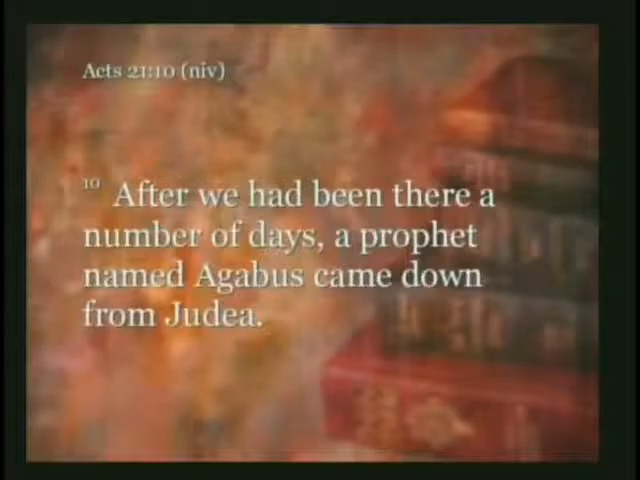 Acts 21:10 (niv)
10 After we had been there a
number of days, a prophet
named Agabus came down
from Judea.